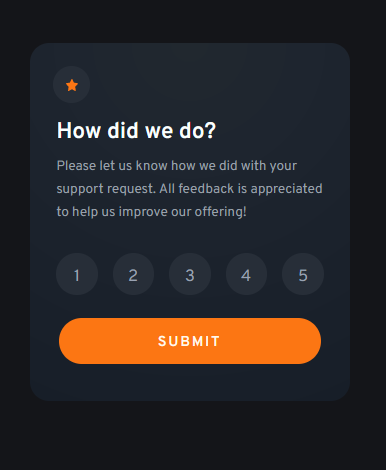 How did we do?
Please let us know how we did with your
support request. All feedback is appreciated
to help us improve our offering!
1 2 3 4 5
SUBMIT